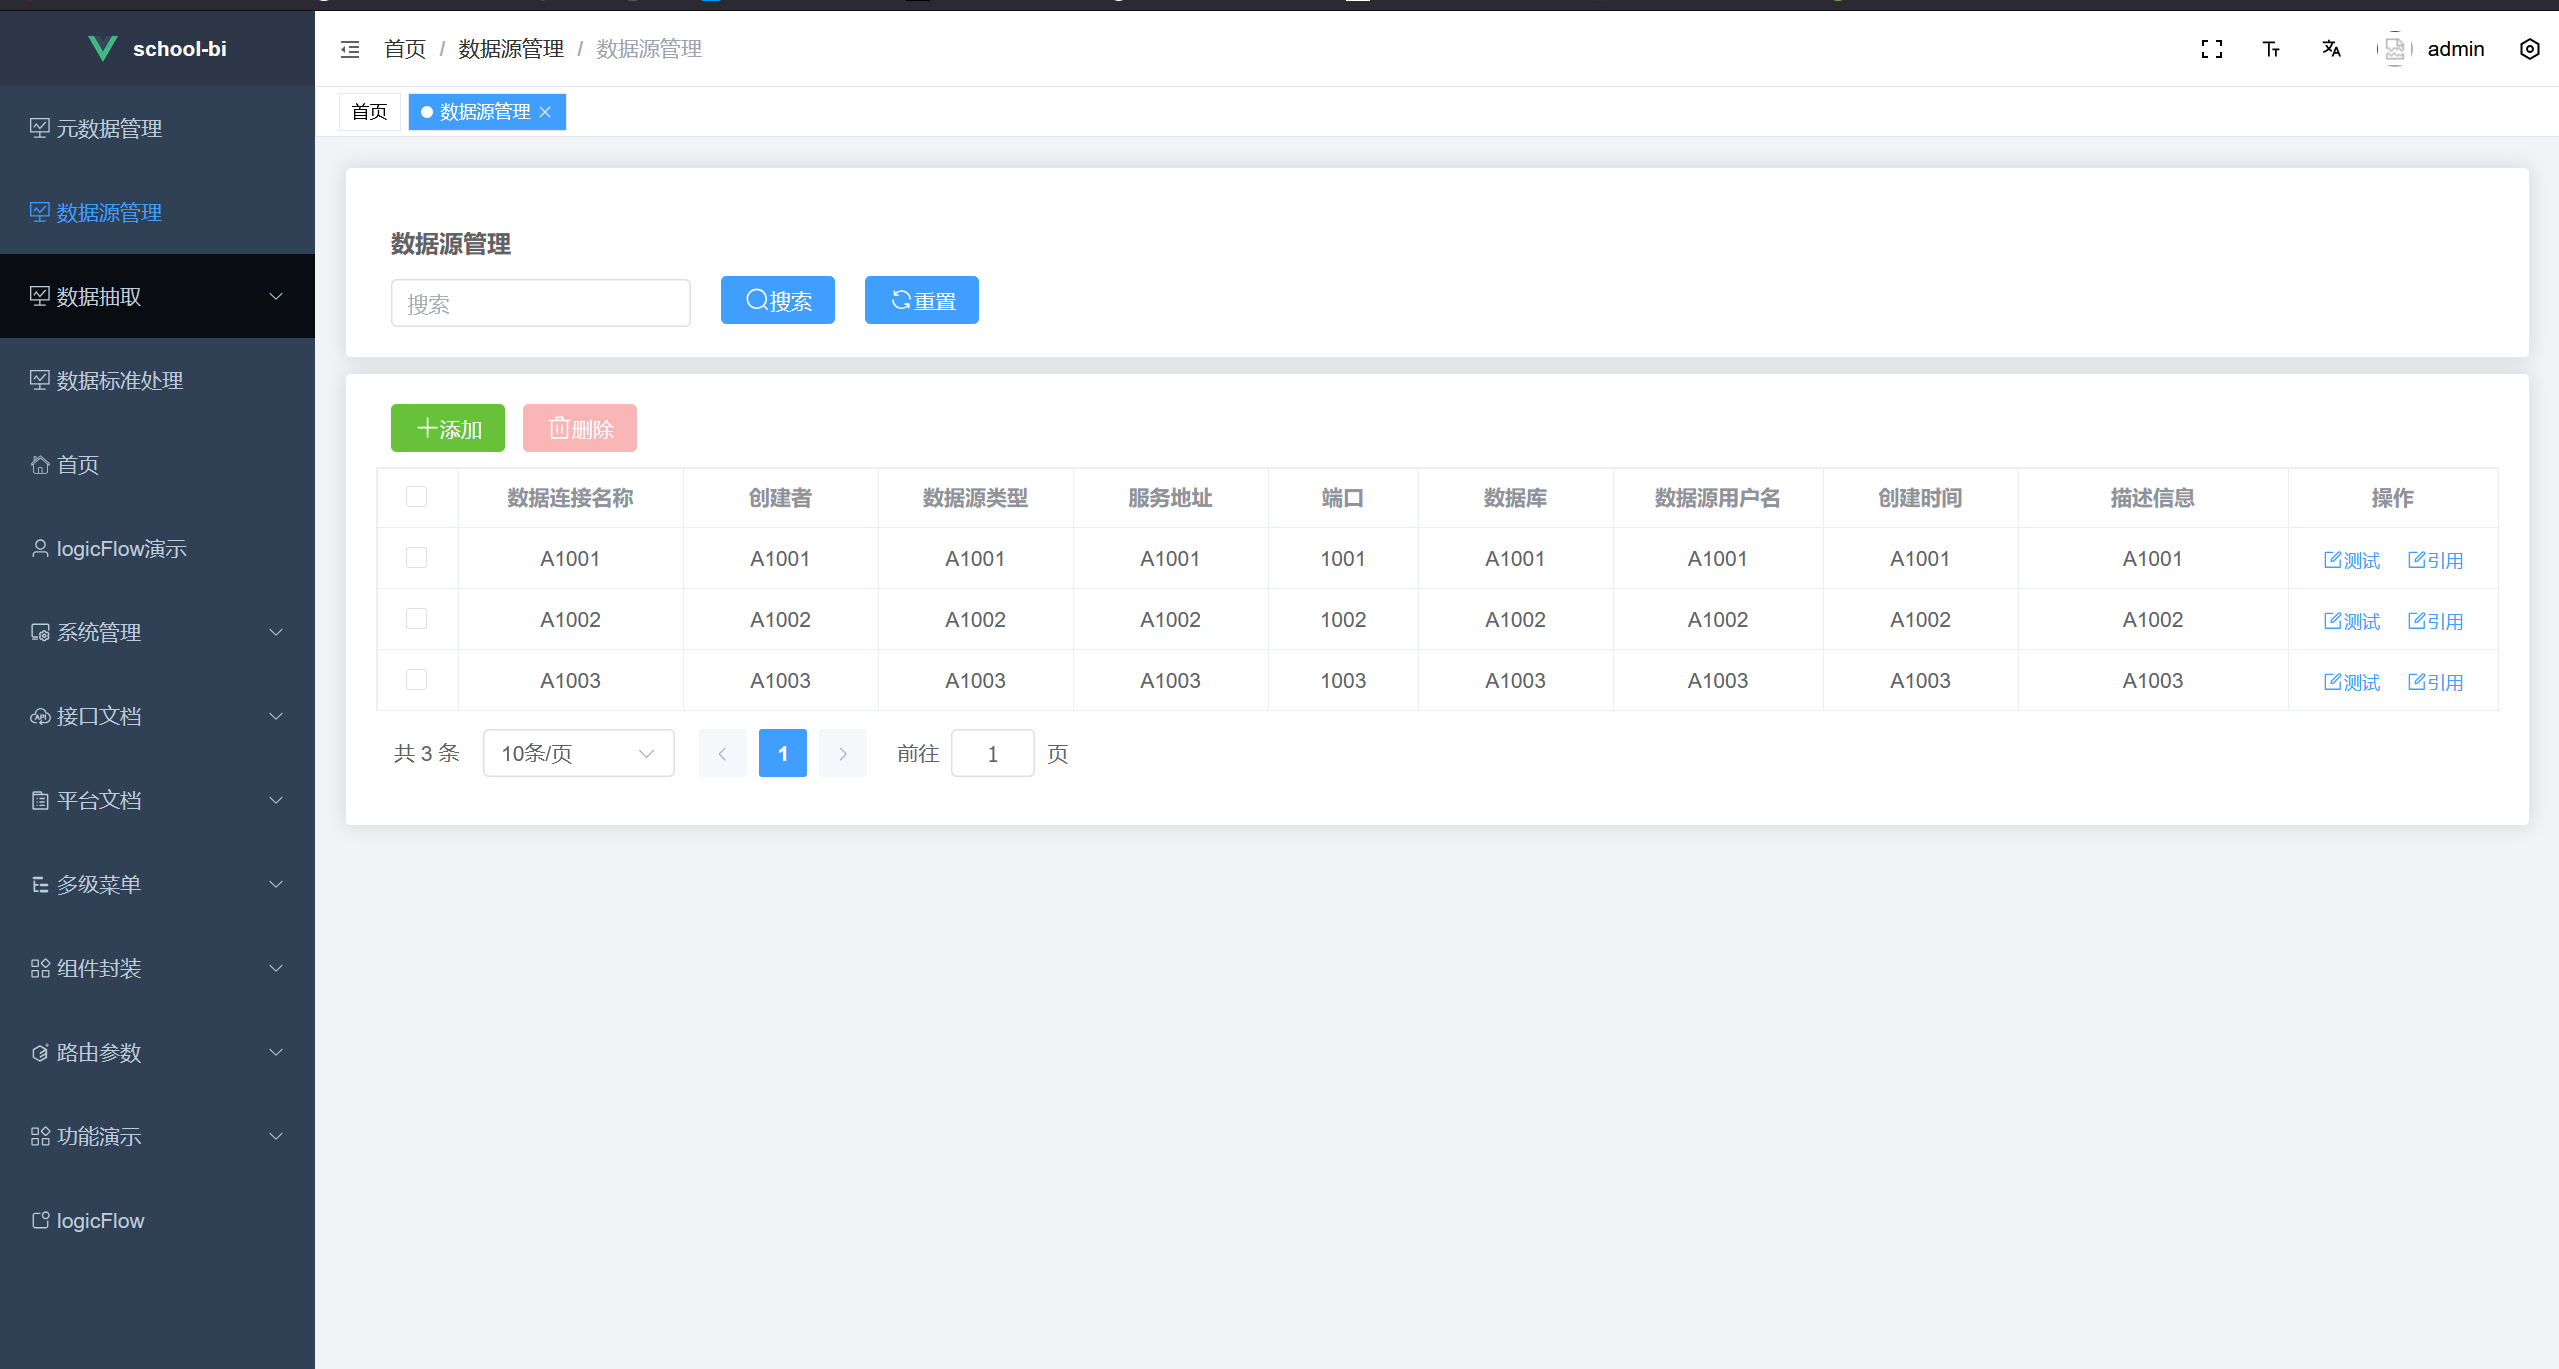 school-bi
首页 / 数据源管理 / 数据源管理
admin
首页
数据源管理
元数据管理
数据源管理
数据抽取
数据标准处理
首页
logicFlow演示
系统管理
接口文档
平台文档
多级菜单
组件封装
路由参数
功能演示
logicFlow
数据源管理
搜索 搜索 重置
添加 删除
数据连接名称 创建者 数据源类型 服务地址 端口 数据库 数据源用户名 创建时间 描述信息 操作
A1001 A1001 A1001 A1001 1001 A1001 A1001 A1001 A1001 测试 引用
A1002 A1002 A1002 A1002 1002 A1002 A1002 A1002 A1002 测试 引用
A1003 A1003 A1003 A1003 1003 A1003 A1003 A1003 A1003 测试 引用
共 3 条 10条/页 1 前往 1 页